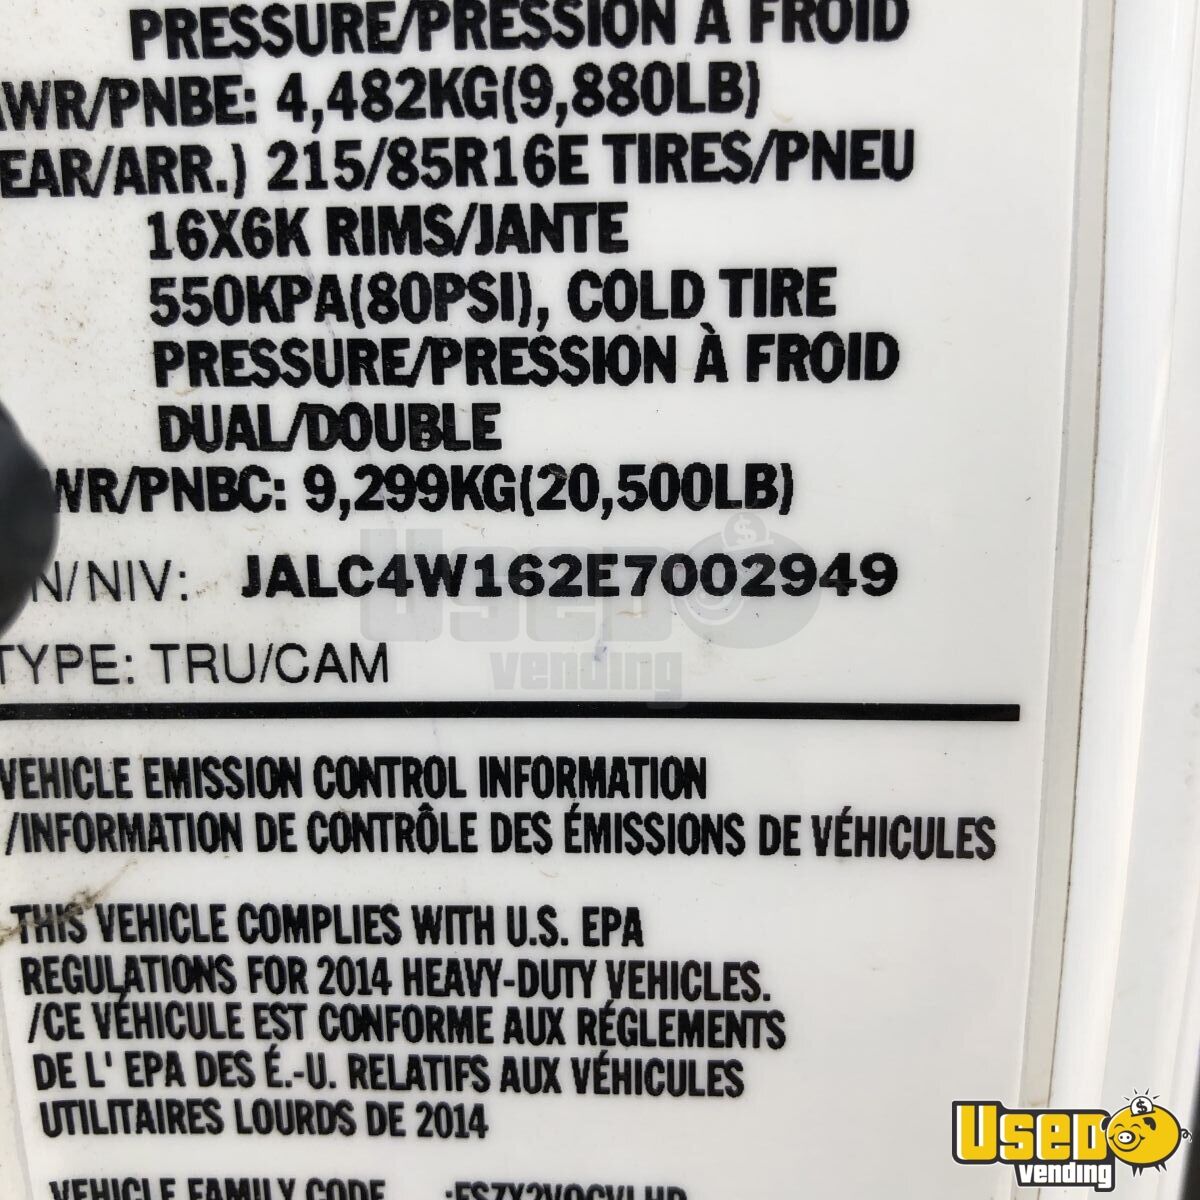 PRESSURE/PRESSION À FROID
WR/PNBE: 4,482KG(9,880LB)
EAR/ARR.) 215/85R16E TIRES/PNEU
16X6K RIMS/JANTE
550KPA(80PSI), COLD TIRE
PRESSURE/PRESSION À FROID
DUAL/DOUBLE
WR/PNBC: 9,299KG(20,500LB)
N/NIV: JALC4W162E7002949
Used vending
TYPE: TRU/CAM
VEHICLE EMISSION CONTROL INFORMATION
/INFORMATION DE CONTRÔLE DES ÉMISSIONS DE VÉHICULES
THIS VEHICLE COMPLIES WITH U.S. EPA
REGULATIONS FOR 2014 HEAVY-DUTY VEHICLES.
/CE VÉHICULE EST CONFORME AUX RÉGLEMENTS
DE L' EPA DES É.-U. RELATIFS AUX VÉHICULES
UTILITAIRES LOURDS DE 2014
VEHICLE FAMILY CODE
Used
vending